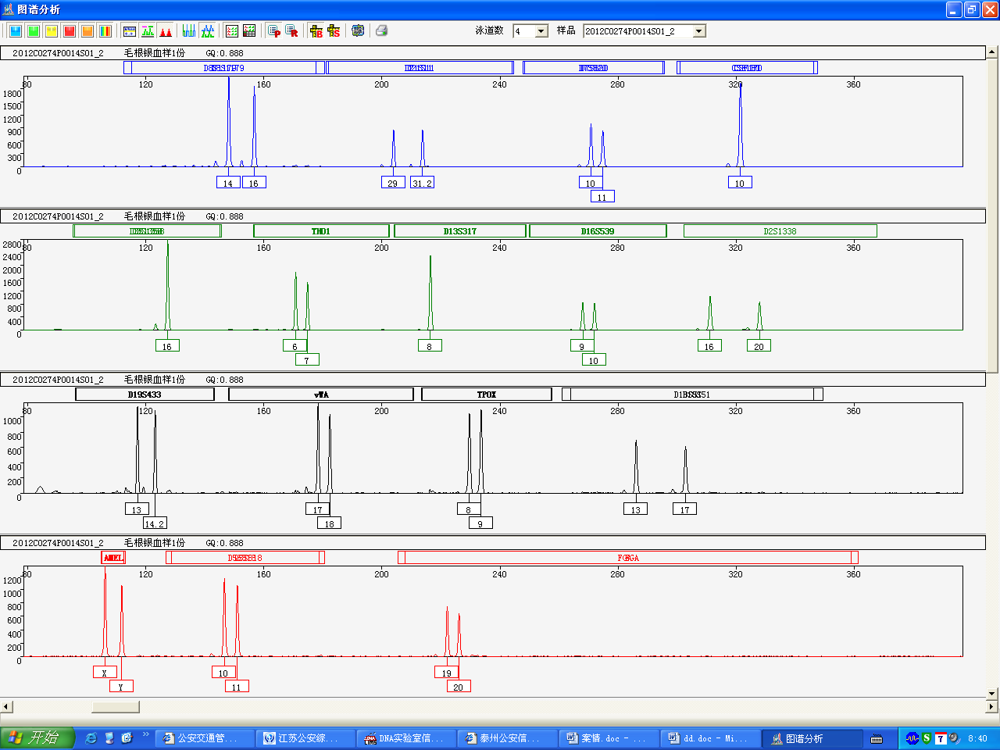 图谱分析
泳道数 4 样品 2012C0274P0014S01_2
2012C0274P0014S01_2 毛根银血样1份 GQ:0.888
80 120 160 200 240 280 320 360
1800
1500
1200
900
600
300
0
14 16 29 31.2 10 10
11
2012C0274P0014S01_2 毛根银血样1份 GQ:0.888
TH01 D13S317 D16S539 D2S1338
80 120 160 200 240 280 320 360
2800
2000
1600
1200
800
400
0
16 6 8 9 16 20
7 10
2012C0274P0014S01_2 毛根银血样1份 GQ:0.888
D19S433 vWA TPOX
80 120 160 200 240 280 320 360
1000
800
600
400
200
0
13 17 8 13 17
14.2 18 9
2012C0274P0014S01_2 毛根银血样1份 GQ:0.888
AMEL
80 120 160 200 240 280 320 360
1200
1000
800
600
400
200
0
X 10 19
Y 11 20
开始 公安交通管... 江苏公安综... DNA实验室信... 泰州公安信... 案情.doc - ... dd.doc - Mi... 图谱分析 8:40